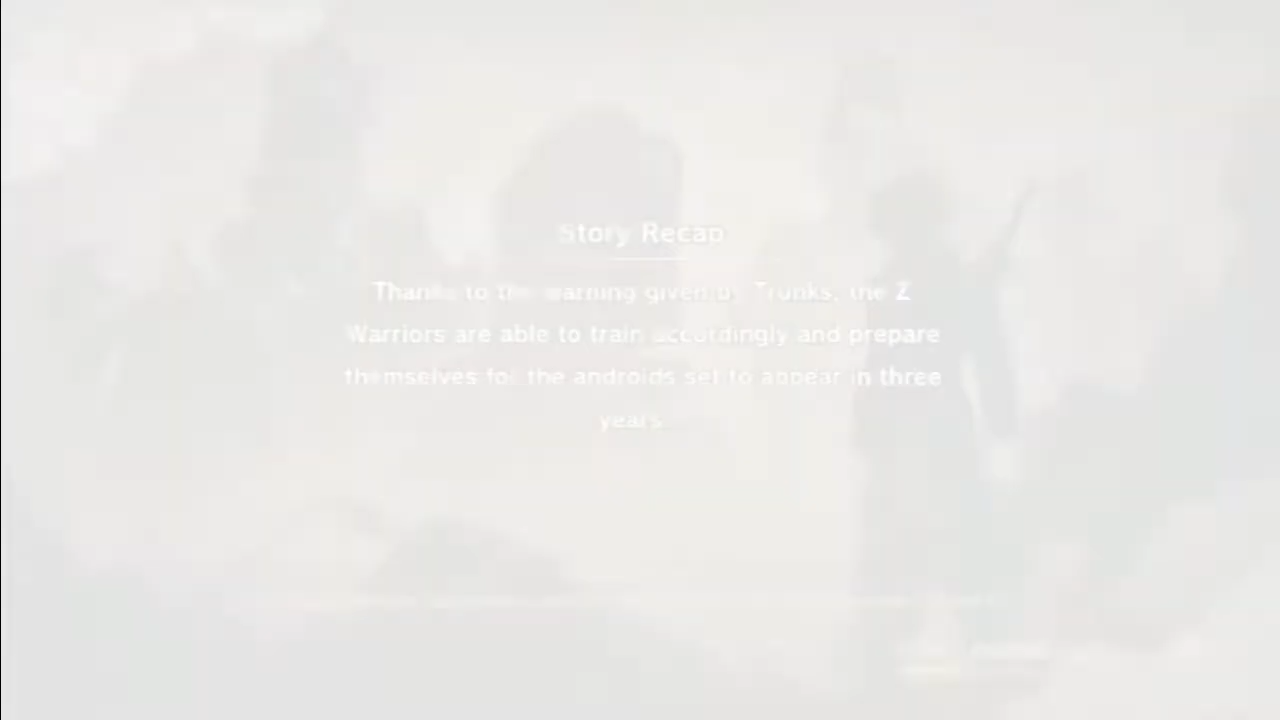 Story Recap
Thanks to the warning given by Trunks, the Z
Warriors are able to train accordingly and prepare
themselves for the androids set to appear in three
years.